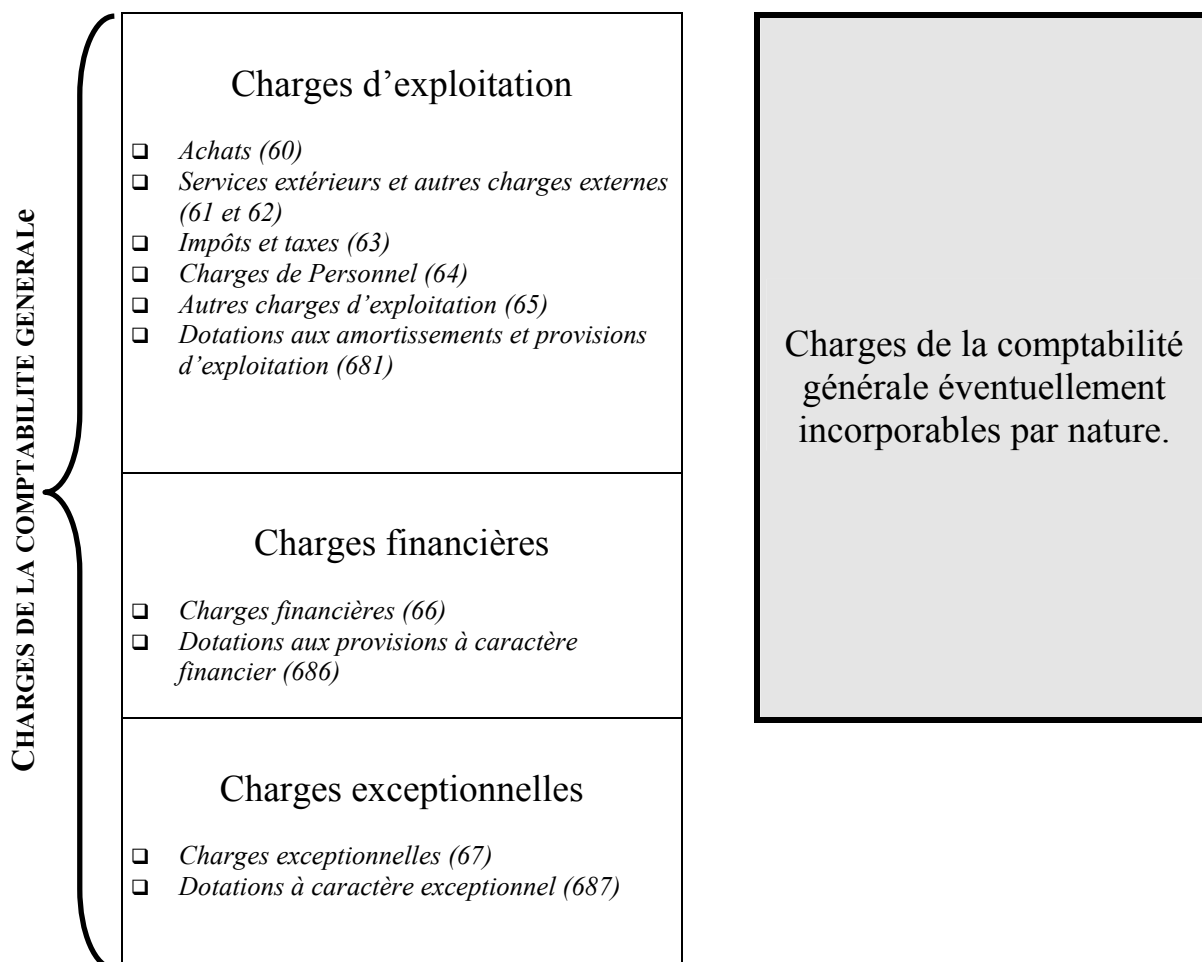 CHARGES DE LA COMPTABILITE GENERALe
Charges d’exploitation
❑ Achats (60)
❑ Services extérieurs et autres charges externes
(61 et 62)
❑ Impôts et taxes (63)
❑ Charges de Personnel (64)
❑ Autres charges d’exploitation (65)
❑ Dotations aux amortissements et provisions
d’exploitation (681)
Charges financières
❑ Charges financières (66)
❑ Dotations aux provisions à caractère
financier (686)
Charges exceptionnelles
❑ Charges exceptionnelles (67)
❑ Dotations à caractère exceptionnel (687)
Charges de la comptabilité
générale éventuellement
incorporables par nature.